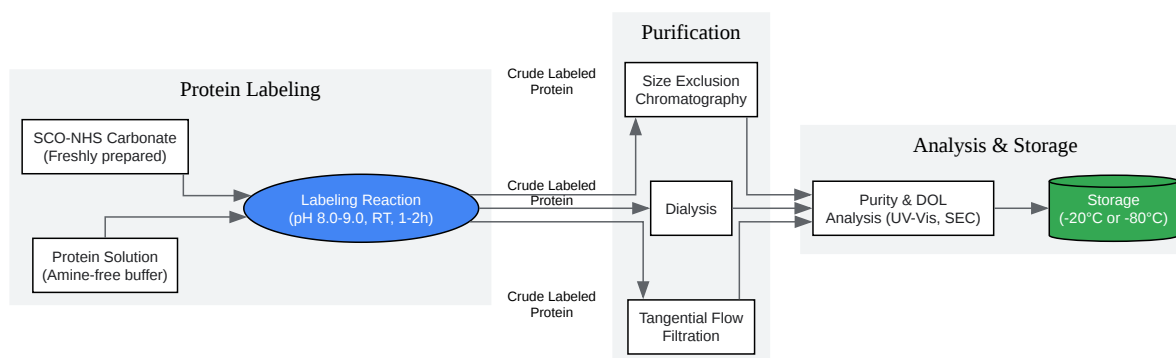 Protein Labeling
SCO-NHS Carbonate
(Freshly prepared)
Protein Solution
(Amine-free buffer)
Labeling Reaction
(pH 8.0-9.0, RT, 1-2h)
Crude Labeled
Protein
Crude Labeled
Protein
Crude Labeled
Protein
Purification
Size Exclusion
Chromatography
Dialysis
Tangential Flow
Filtration
Analysis & Storage
Purity & DOL
Analysis (UV-Vis, SEC)
Storage
(-20°C or -80°C)